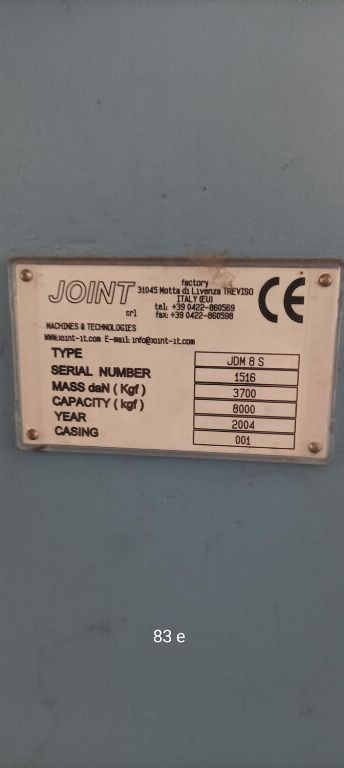 JOINT srl
factory
31045 Motta di Livenza TREVISO
ITALY (EU)
tel: +39 0422-860569
fax: +39 0422-860598
CE
MACHINES & TECHNOLOGIES
WWW.joint-it.com E-mail: info@joint-it.com
TYPE JDM 8 S
SERIAL NUMBER 1516
MASS daN ( Kgf ) 3700
CAPACITY ( kgf ) 8000
YEAR 2004
CASING 001
83 e